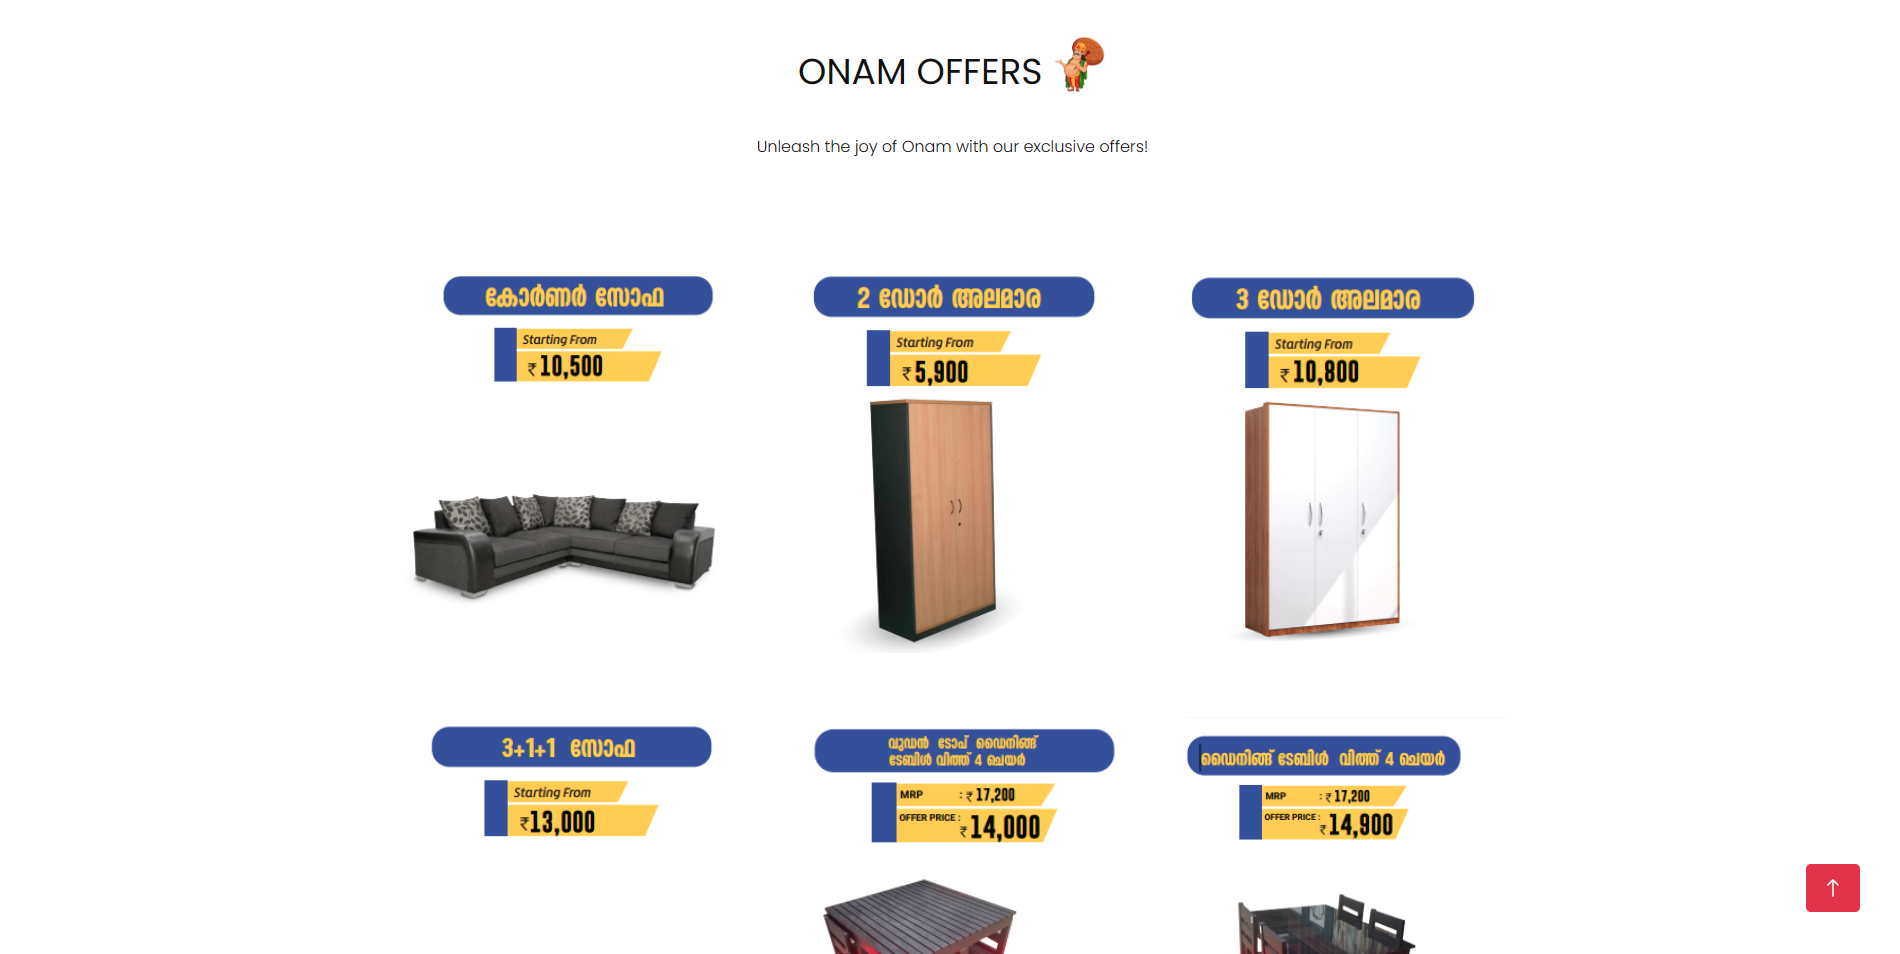 ONAM OFFERS
Unleash the joy of Onam with our exclusive offers!
കോർണർ സോഫ
Starting From
₹ 10,500
2 ഡോർ അലമാര
Starting From
₹ 5,900
3 ഡോർ അലമാര
Starting From
₹ 10,800
3+1+1 സോഫ
Starting From
₹13,000
വുഡൻ ടോപ് ഡൈനിങ്ങ്
ടേബിൾ വിത്ത് 4 ചെയർ
MRP : ₹ 17,200
OFFER PRICE :
₹ 14,000
ഡൈനിങ്ങ് ടേബിൾ വിത്ത് 4 ചെയർ
MRP : ₹ 17,200
OFFER PRICE :
₹ 14,900